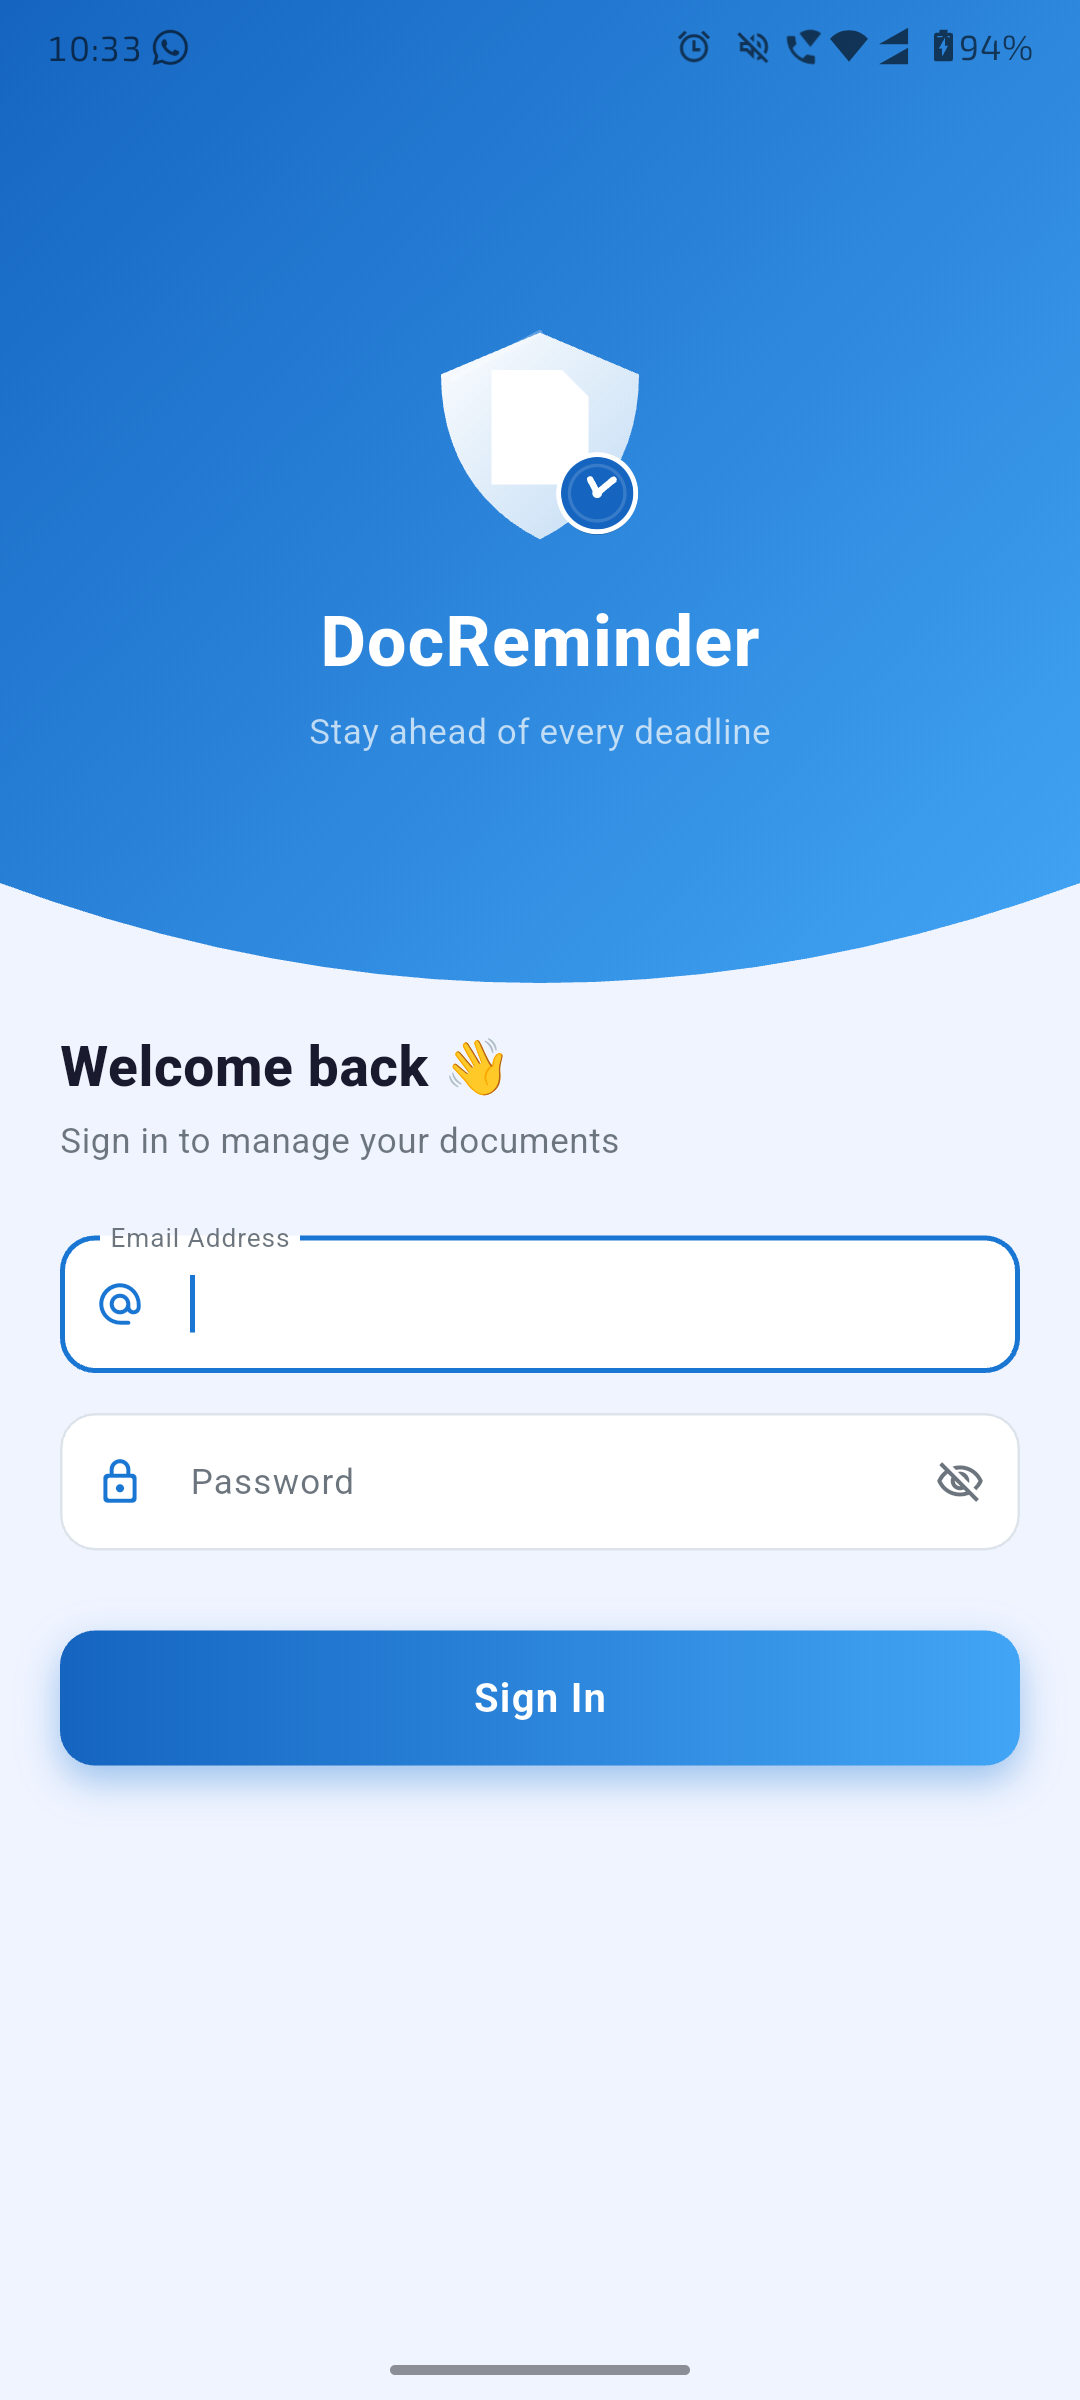 10:33 94%
DocReminder
Stay ahead of every deadline
Welcome back 👋
Sign in to manage your documents
Email Address
Password
Sign In